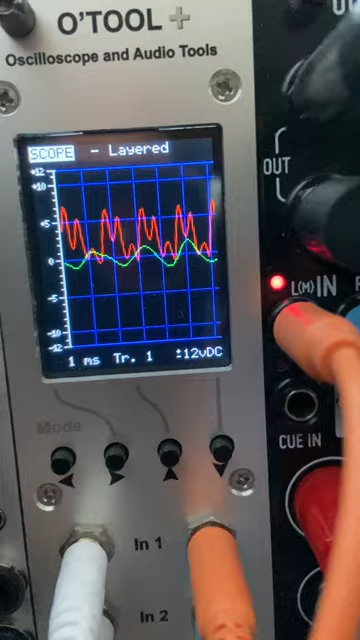 O'TOOL+
Oscilloscope and Audio Tools
SCOPE - Layered
+12
+10
+5
0
-5
-10
-12
1 ms Tr. 1 ±12vDC
OUT
L(M) IN
CUE IN
Mode
In 1
In 2